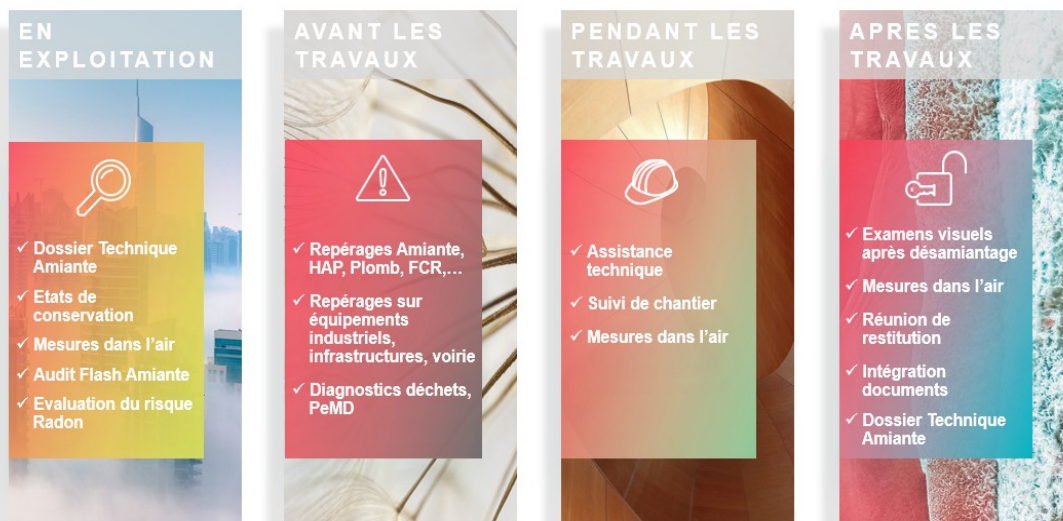 EN
EXPLOITATION
✓ Dossier Technique
Amiante
✓ Etats de
conservation
✓ Mesures dans l’air
✓ Audit Flash Amiante
✓ Evaluation du risque
Radon
AVANT LES
TRAVAUX
✓ Repérages Amiante,
HAP, Plomb, FCR,…
✓ Repérages sur
équipements
industriels,
infrastructures, voirie
✓ Diagnostics déchets,
PeMD
PENDANT LES
TRAVAUX
✓ Assistance
technique
✓ Suivi de chantier
✓ Mesures dans l’air
APRES LES
TRAVAUX
✓ Examens visuels
après désamiantage
✓ Mesures dans l’air
✓ Réunion de
restitution
✓ Intégration
documents
✓ Dossier Technique
Amiante